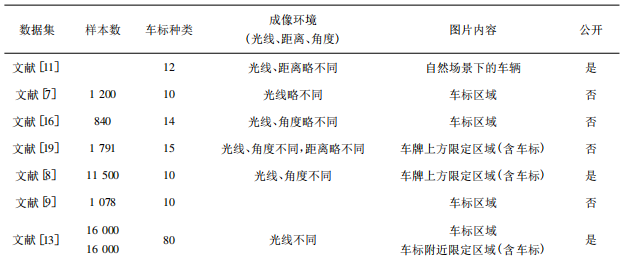 数据集 样本数 车标种类 成像环境 图片内容 公开
(光线、距离、角度)
文献[11] 12 光线、距离略不同 自然场景下的车辆 是
文献[7] 1 200 10 光线略不同 车标区域 否
文献[16] 840 14 光线、角度略不同 车标区域 否
文献[19] 1 791 15 光线、角度不同,距离略不同 车牌上方限定区域(含车标) 否
文献[8] 11 500 10 光线、角度不同 车牌上方限定区域(含车标) 是
文献[9] 1 078 10 车标区域 否
文献[13] 16 000 80 光线不同 车标区域 是
16 000 车标附近限定区域(含车标)